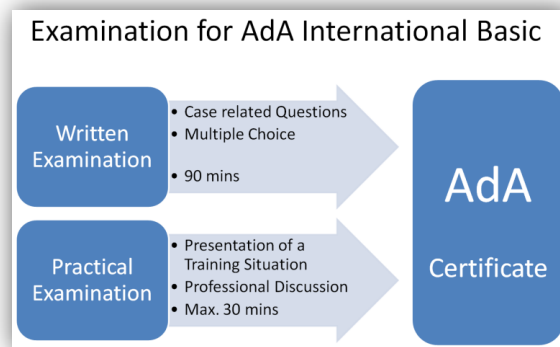 Examination for AdA International Basic
Written
Examination
• Case related Questions
• Multiple Choice
• 90 mins
Practical
Examination
• Presentation of a
Training Situation
• Professional Discussion
• Max. 30 mins
AdA
Certificate